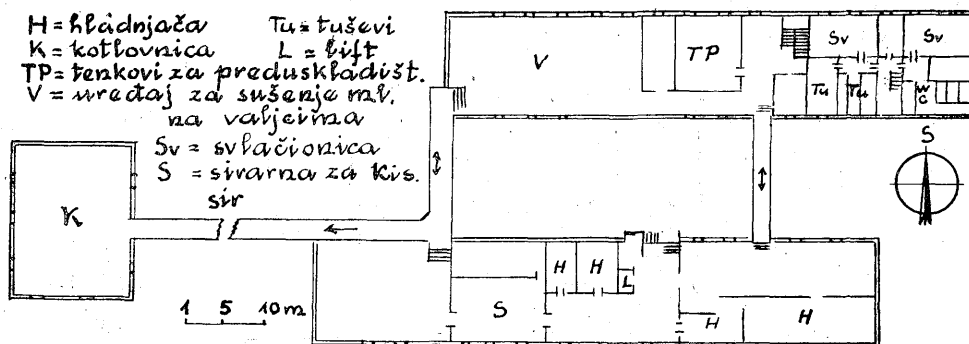 H = hladnjača Tu = tuševi
K = kotlovnica L = lift
TP = tenkovi za preduskladišt.
V = uređaj za sušenje ml.
na valjcima
Sv = svlačionica
S = sirarna za kis.
sir
V TP Sv Sv
Tu Tu WC
S
K
H H L
S H H
1 5 10 m